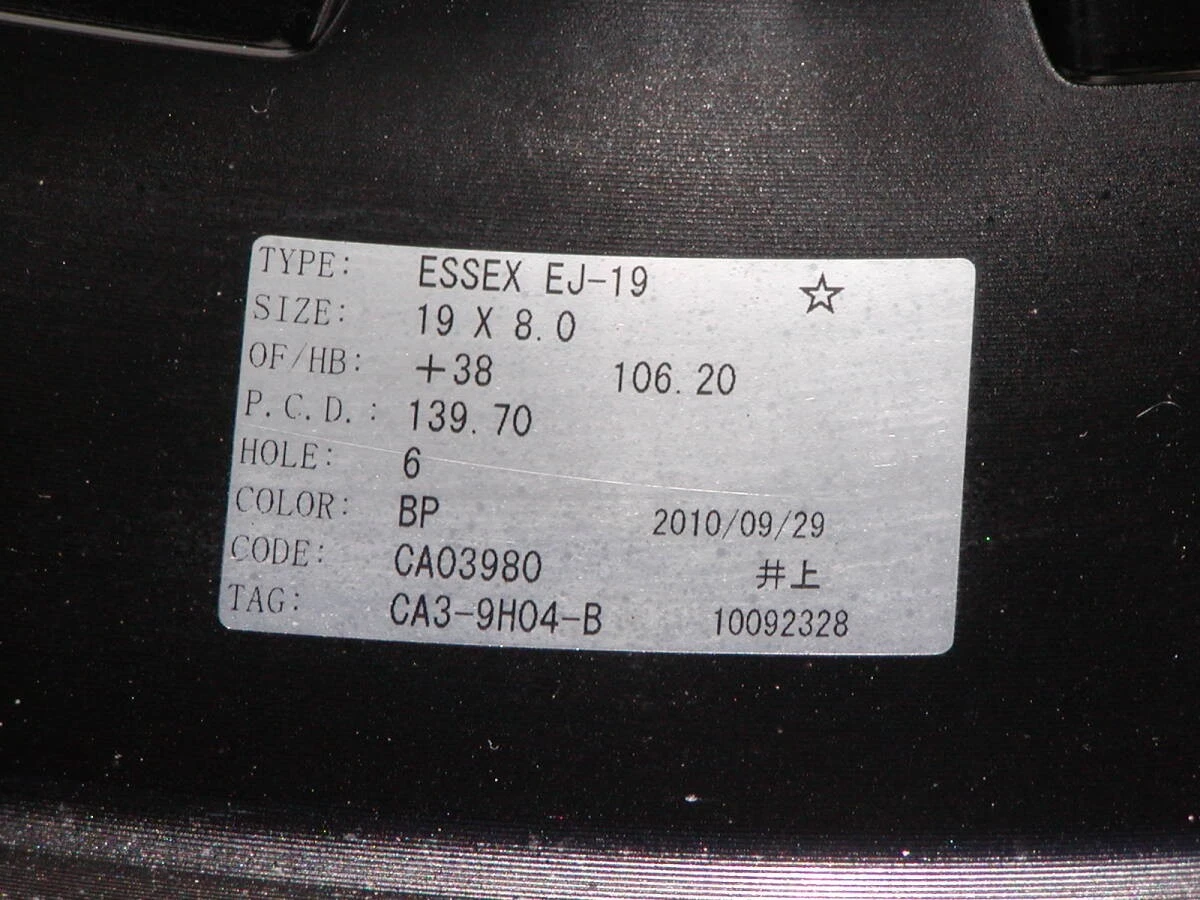 TYPE: ESSEX EJ-19 ☆
SIZE: 19 X 8.0
OF/HB: +38 106.20
P.C.D.: 139.70
HOLE: 6
COLOR: BP 2010/09/29
CODE: CA03980 井上
TAG: CA3-9H04-B 10092328